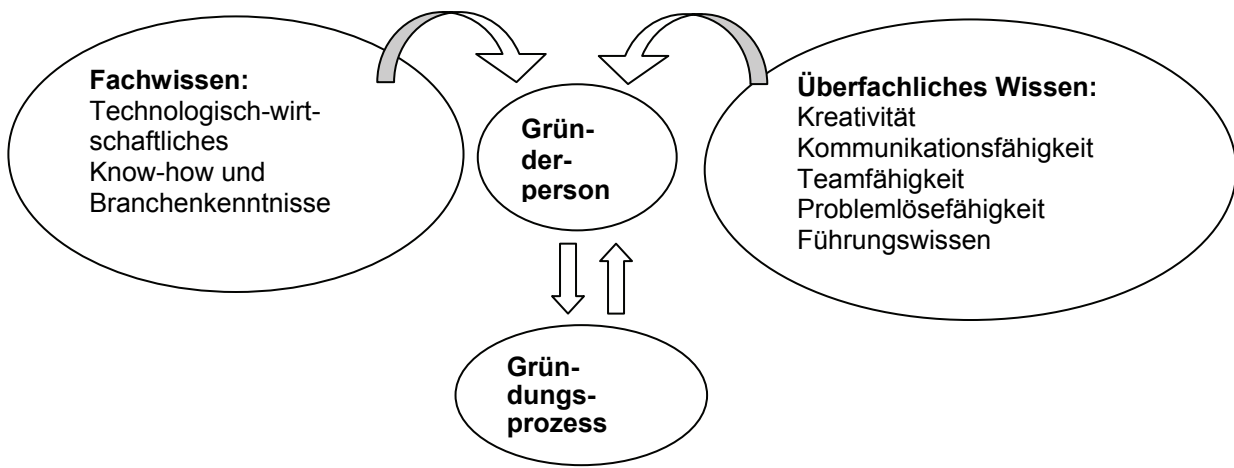 Fachwissen:
Technologisch-wirt-
schaftliches
Know-how und
Branchenkenntnisse
Grün-
der-
person
Überfachliches Wissen:
Kreativität
Kommunikationsfähigkeit
Teamfähigkeit
Problemlösefähigkeit
Führungswissen
Grün-
dungs-
prozess